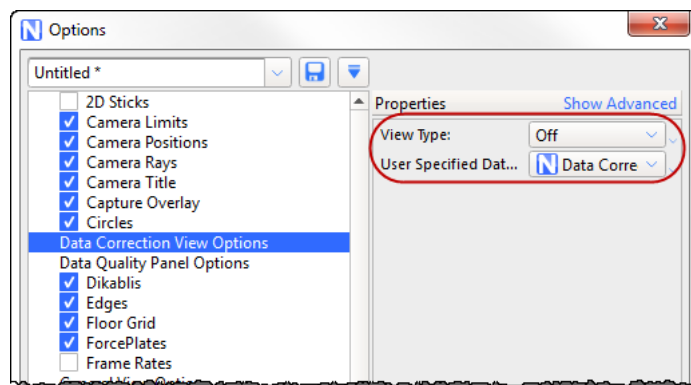 Options
Untitled *
2D Sticks
Camera Limits
Camera Positions
Camera Rays
Camera Title
Capture Overlay
Circles
Data Correction View Options
Data Quality Panel Options
Dikablis
Edges
Floor Grid
ForcePlates
Frame Rates
Properties Show Advanced
View Type: Off
User Specified Dat... Data Corre